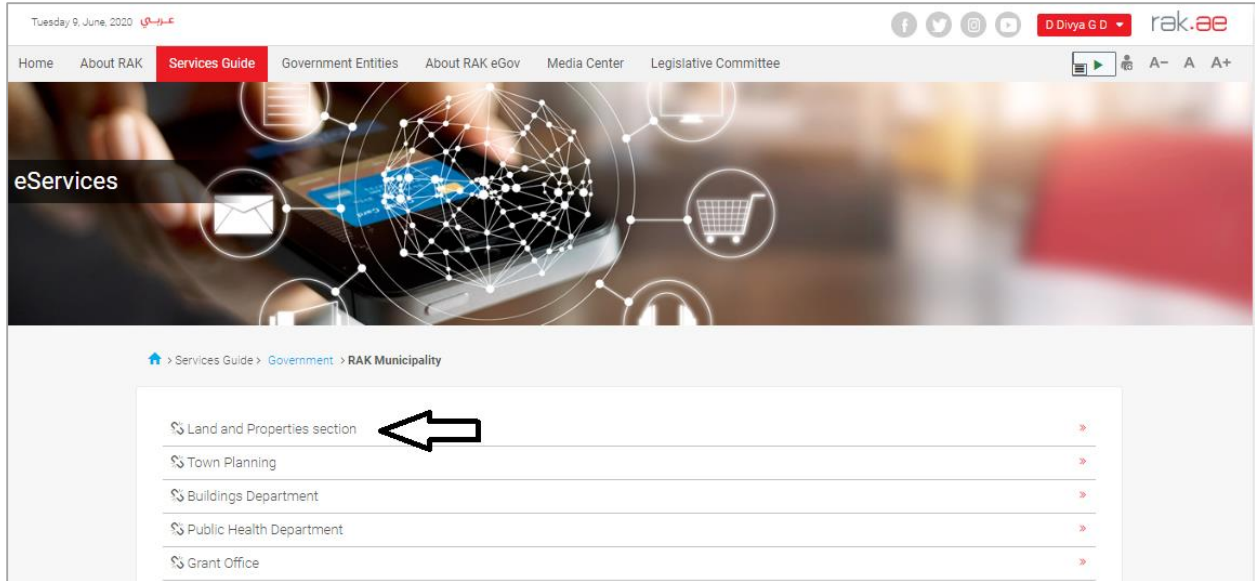 Tuesday 9, June, 2020 عـربـي D Divya G D rak.ae
Home About RAK Services Guide Government Entities About RAK eGov Media Center Legislative Committee A- A A+
eServices
> Services Guide > Government > RAK Municipality
Land and Properties section »
Town Planning »
Buildings Department »
Public Health Department »
Grant Office »